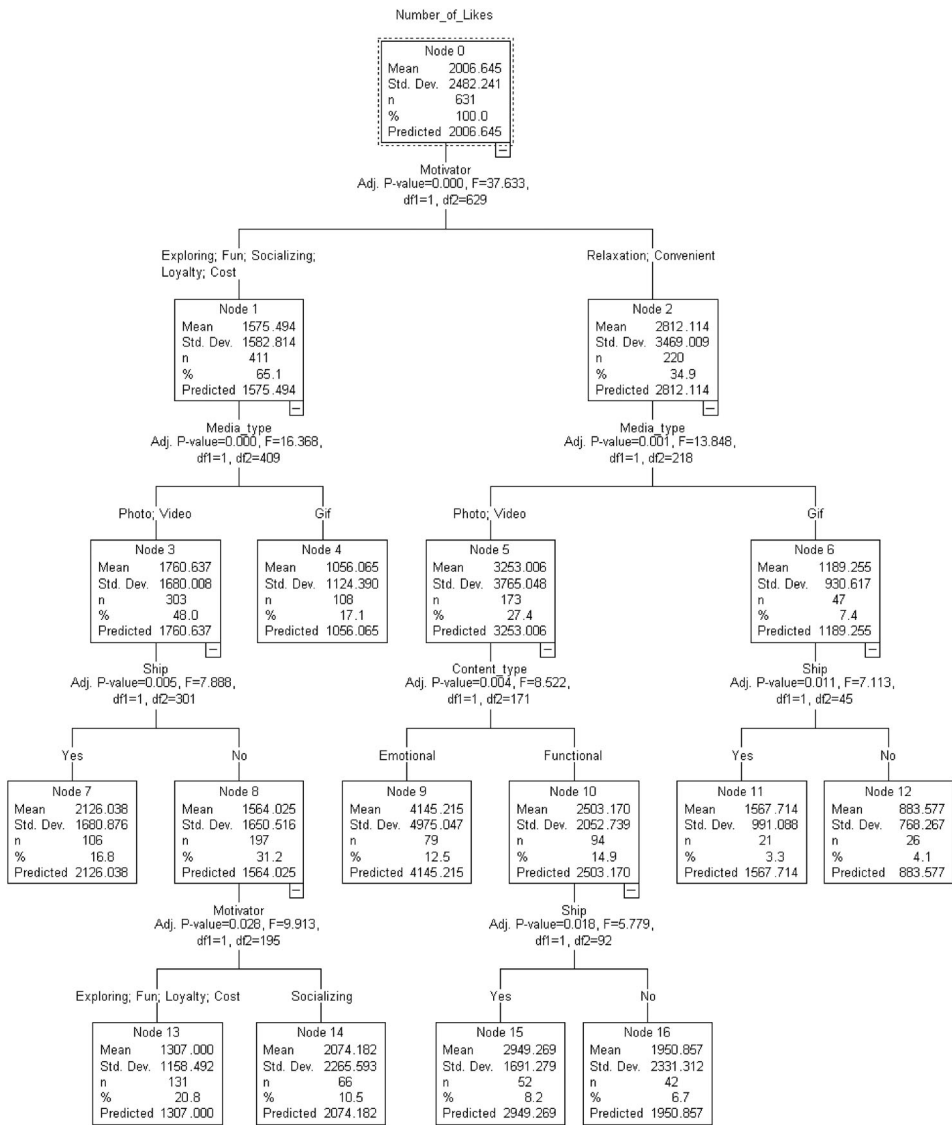 Number_of_Likes
Node 0
Mean 2006.645
Std. Dev. 2482.241
n 631
% 100.0
Predicted 2006.645
Motivator
Adj. P-value=0.000, F=37.633,
df1=1, df2=629
Exploring; Fun; Socializing;
Loyalty; Cost
Relaxation; Convenient
Node 1
Mean 1575.494
Std. Dev. 1582.814
n 411
% 65.1
Predicted 1575.494
Node 2
Mean 2812.114
Std. Dev. 3469.009
n 220
% 34.9
Predicted 2812.114
Media_type
Adj. P-value=0.000, F=16.368,
df1=1, df2=409
Media_type
Adj. P-value=0.001, F=13.848,
df1=1, df2=218
Photo; Video
Gif
Photo; Video
Gif
Node 3
Mean 1760.637
Std. Dev. 1680.008
n 303
% 48.0
Predicted 1760.637
Node 4
Mean 1056.065
Std. Dev. 1124.390
n 108
% 17.1
Predicted 1056.065
Node 5
Mean 3253.006
Std. Dev. 3765.048
n 173
% 27.4
Predicted 3253.006
Node 6
Mean 1189.255
Std. Dev. 930.617
n 47
% 7.4
Predicted 1189.255
Ship
Adj. P-value=0.005, F=7.888,
df1=1, df2=301
Content_type
Adj. P-value=0.004, F=8.522,
df1=1, df2=171
Ship
Adj. P-value=0.011, F=7.113,
df1=1, df2=45
Yes
No
Emotional
Functional
Yes
No
Node 7
Mean 2126.038
Std. Dev. 1680.876
n 106
% 16.8
Predicted 2126.038
Node 8
Mean 1564.025
Std. Dev. 1650.516
n 197
% 31.2
Predicted 1564.025
Node 9
Mean 4145.215
Std. Dev. 4975.047
n 79
% 12.5
Predicted 4145.215
Node 10
Mean 2503.170
Std. Dev. 2052.739
n 94
% 14.9
Predicted 2503.170
Node 11
Mean 1567.714
Std. Dev. 991.088
n 21
% 3.3
Predicted 1567.714
Node 12
Mean 883.577
Std. Dev. 768.267
n 26
% 4.1
Predicted 883.577
Motivator
Adj. P-value=0.028, F=9.913,
df1=1, df2=195
Ship
Adj. P-value=0.018, F=5.779,
df1=1, df2=92
Exploring; Fun; Loyalty; Cost
Socializing
Yes
No
Node 13
Mean 1307.000
Std. Dev. 1158.492
n 131
% 20.8
Predicted 1307.000
Node 14
Mean 2074.182
Std. Dev. 2265.593
n 66
% 10.5
Predicted 2074.182
Node 15
Mean 2949.269
Std. Dev. 1691.279
n 52
% 8.2
Predicted 2949.269
Node 16
Mean 1950.857
Std. Dev. 2331.312
n 42
% 6.7
Predicted 1950.857